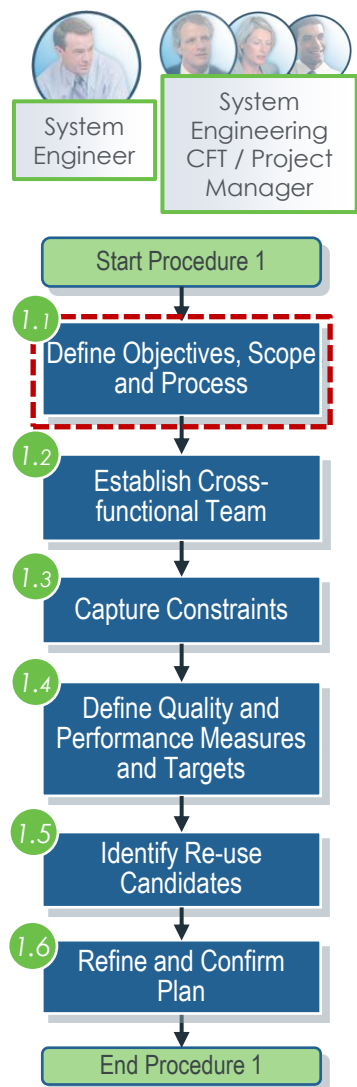 System
Engineer
System
Engineering
CFT / Project
Manager
Start Procedure 1
1.1
Define Objectives, Scope
and Process
1.2
Establish Cross-
functional Team
1.3
Capture Constraints
1.4
Define Quality and
Performance Measures
and Targets
1.5
Identify Re-use
Candidates
1.6
Refine and Confirm
Plan
End Procedure 1